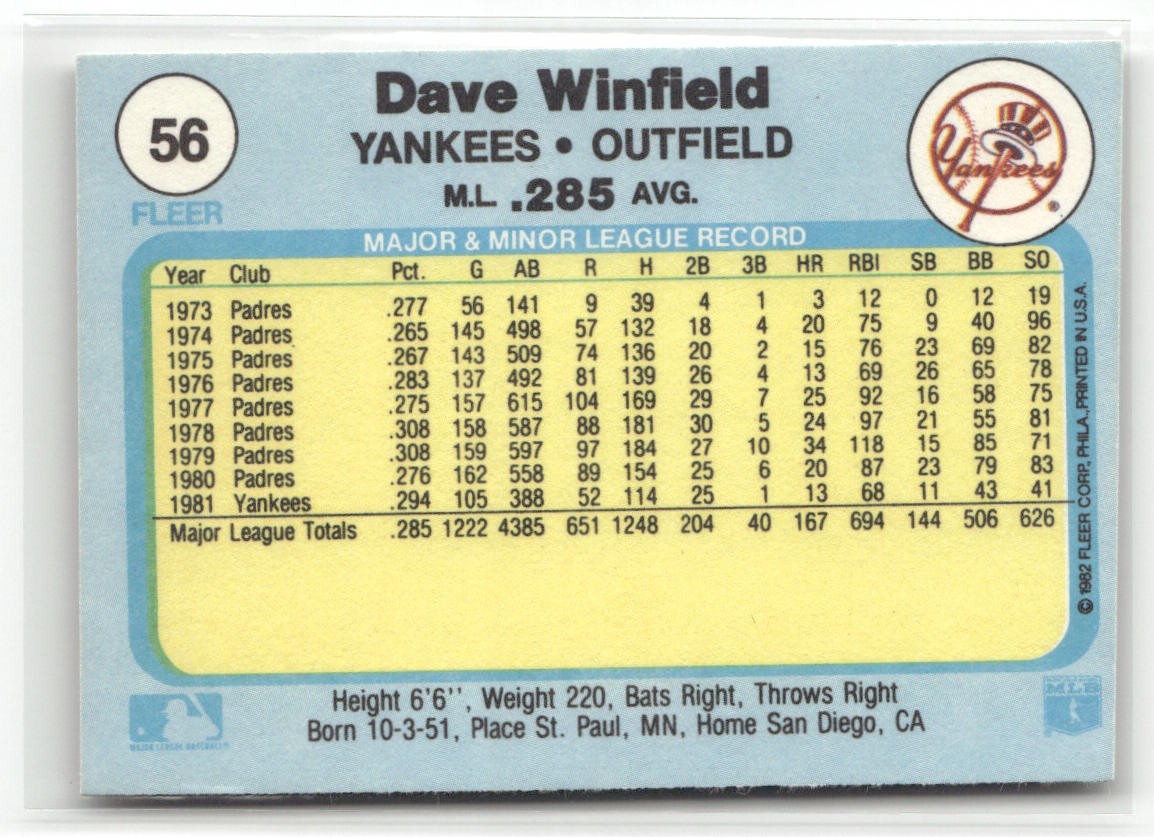 56
FLEER
Dave Winfield
YANKEES • OUTFIELD
M.L. .285 AVG.
Yankees
®
MAJOR & MINOR LEAGUE RECORD
Year Club Pct. G AB R H 2B 3B HR RBI SB BB SO
1973 Padres .277 56 141 9 39 4 1 3 12 0 12 19
1974 Padres .265 145 498 57 132 18 4 20 75 9 40 96
1975 Padres .267 143 509 74 136 20 2 15 76 23 69 82
1976 Padres .283 137 492 81 139 26 4 13 69 26 65 78
1977 Padres .275 157 615 104 169 29 7 25 92 16 58 75
1978 Padres .308 158 587 88 181 30 5 24 97 21 55 81
1979 Padres .308 159 597 97 184 27 10 34 118 15 85 71
1980 Padres .276 162 558 89 154 25 6 20 87 23 79 83
1981 Yankees .294 105 388 52 114 25 1 13 68 11 43 41
Major League Totals .285 1222 4385 651 1248 204 40 167 694 144 506 626
© 1982 FLEER CORP., PHILA., PRINTED IN U.S.A.
Height 6'6'', Weight 220, Bats Right, Throws Right
Born 10-3-51, Place St. Paul, MN, Home San Diego, CA
MAJOR LEAGUE BASEBALL